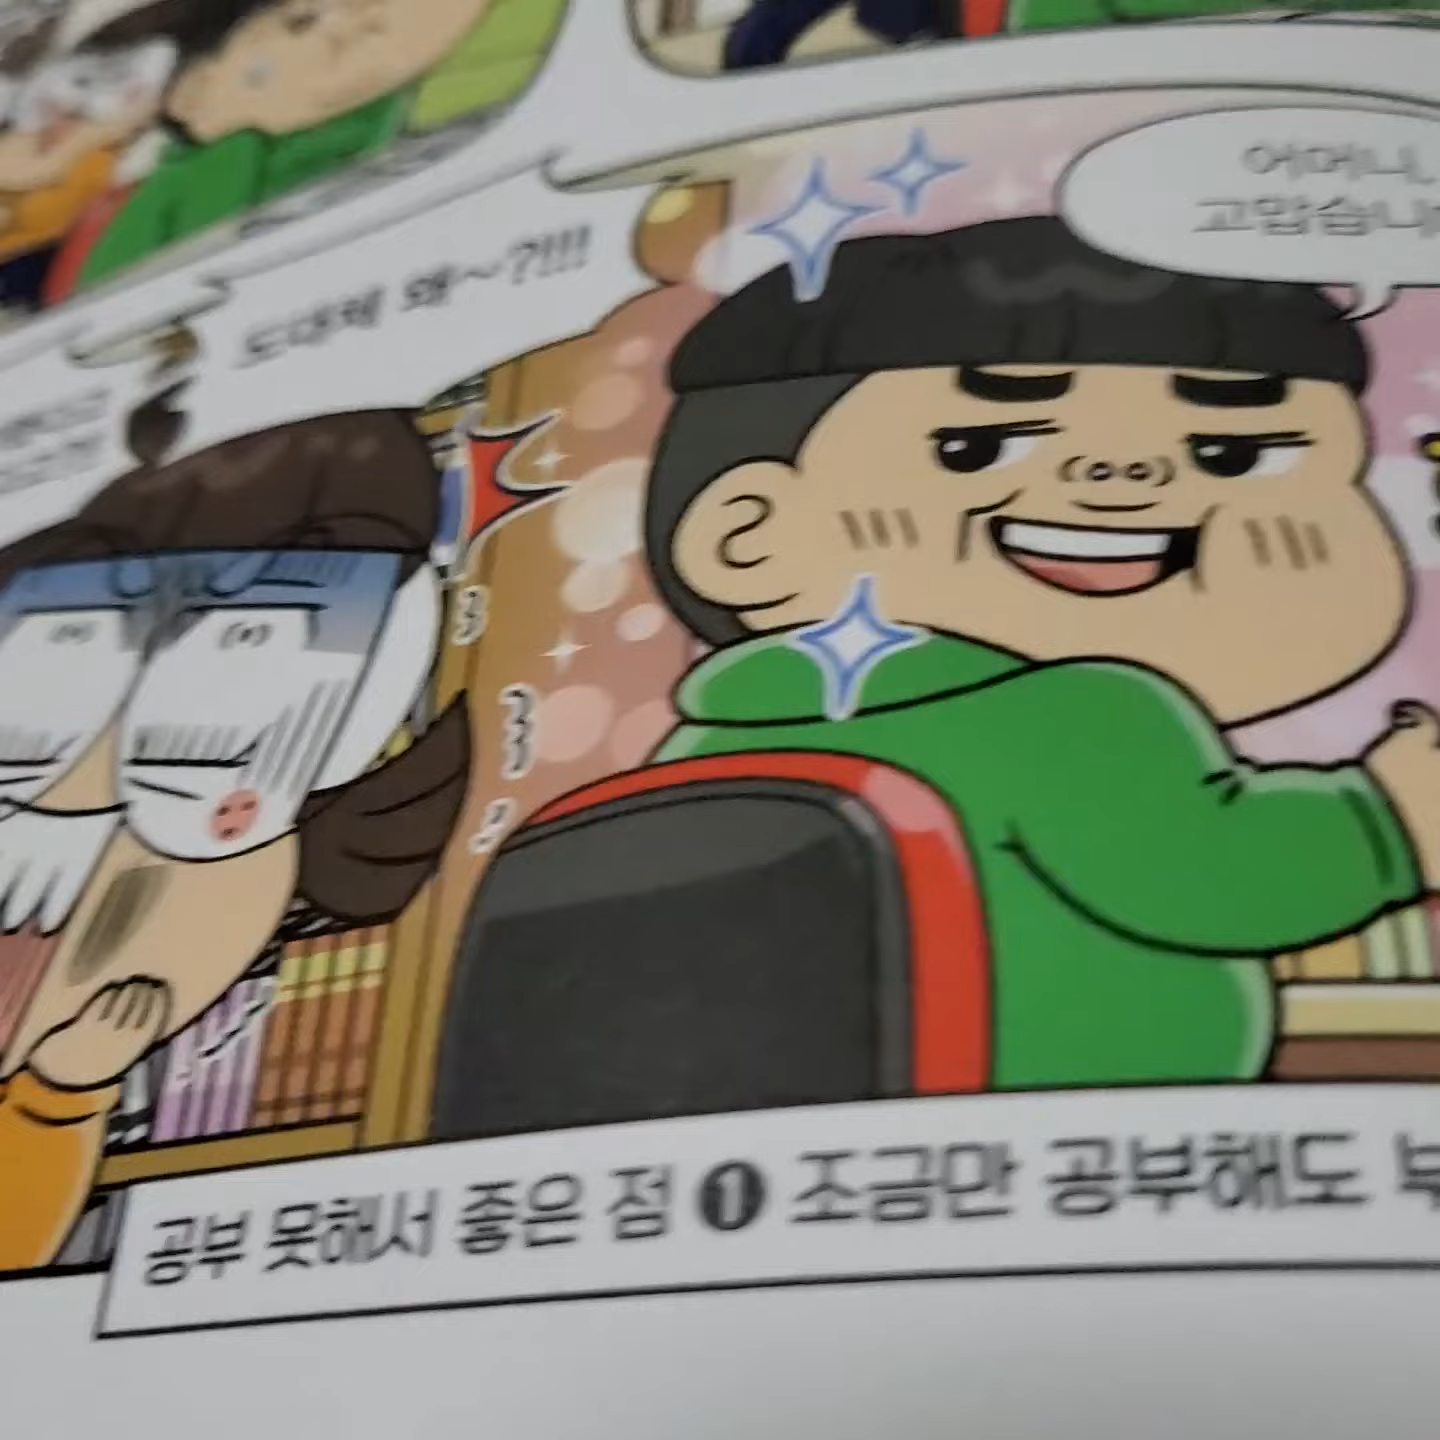 도대체 왜~?!!!
어머니,
고맙습니
공부 못해서 좋은 점 ❶ 조금만 공부해도